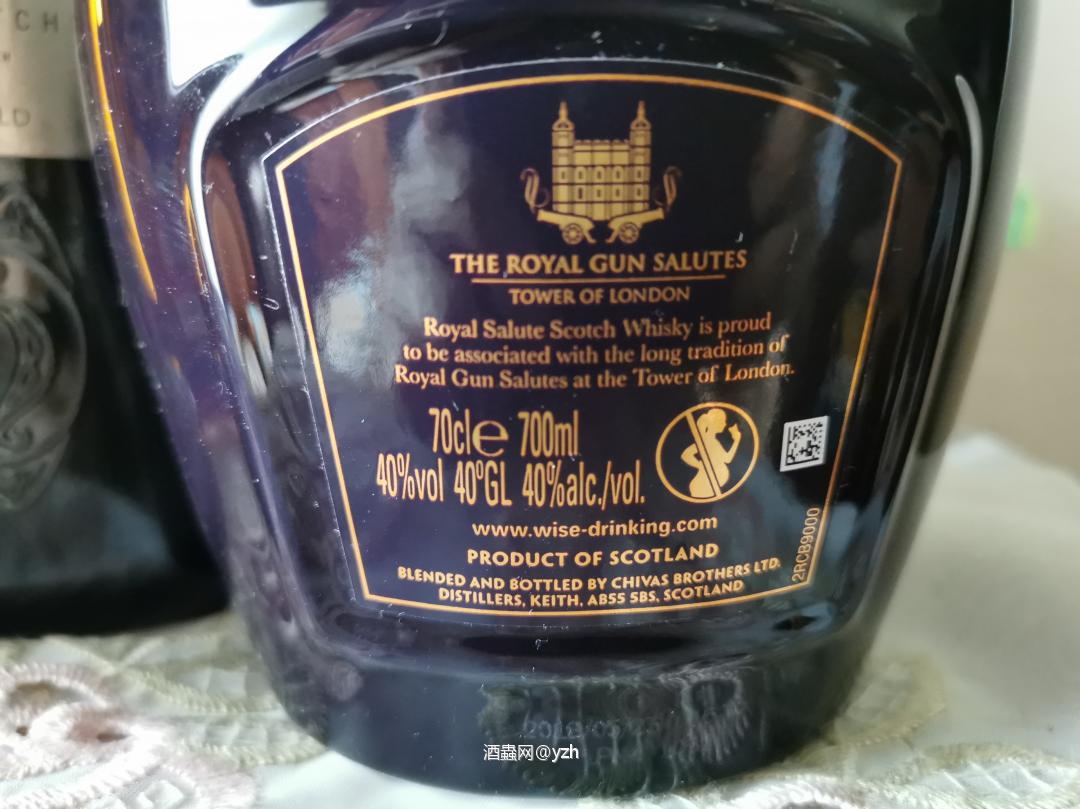 CH
LD
THE ROYAL GUN SALUTES
TOWER OF LONDON
Royal Salute Scotch Whisky is proud
to be associated with the long tradition of
Royal Gun Salutes at the Tower of London.
70cl e 700ml
40%vol 40ºGL 40%alc./vol.
www.wise-drinking.com
PRODUCT OF SCOTLAND
BLENDED AND BOTTLED BY CHIVAS BROTHERS LTD.
DISTILLERS, KEITH, AB55 5BS, SCOTLAND
2RCB9000
酒蟲网@yzh